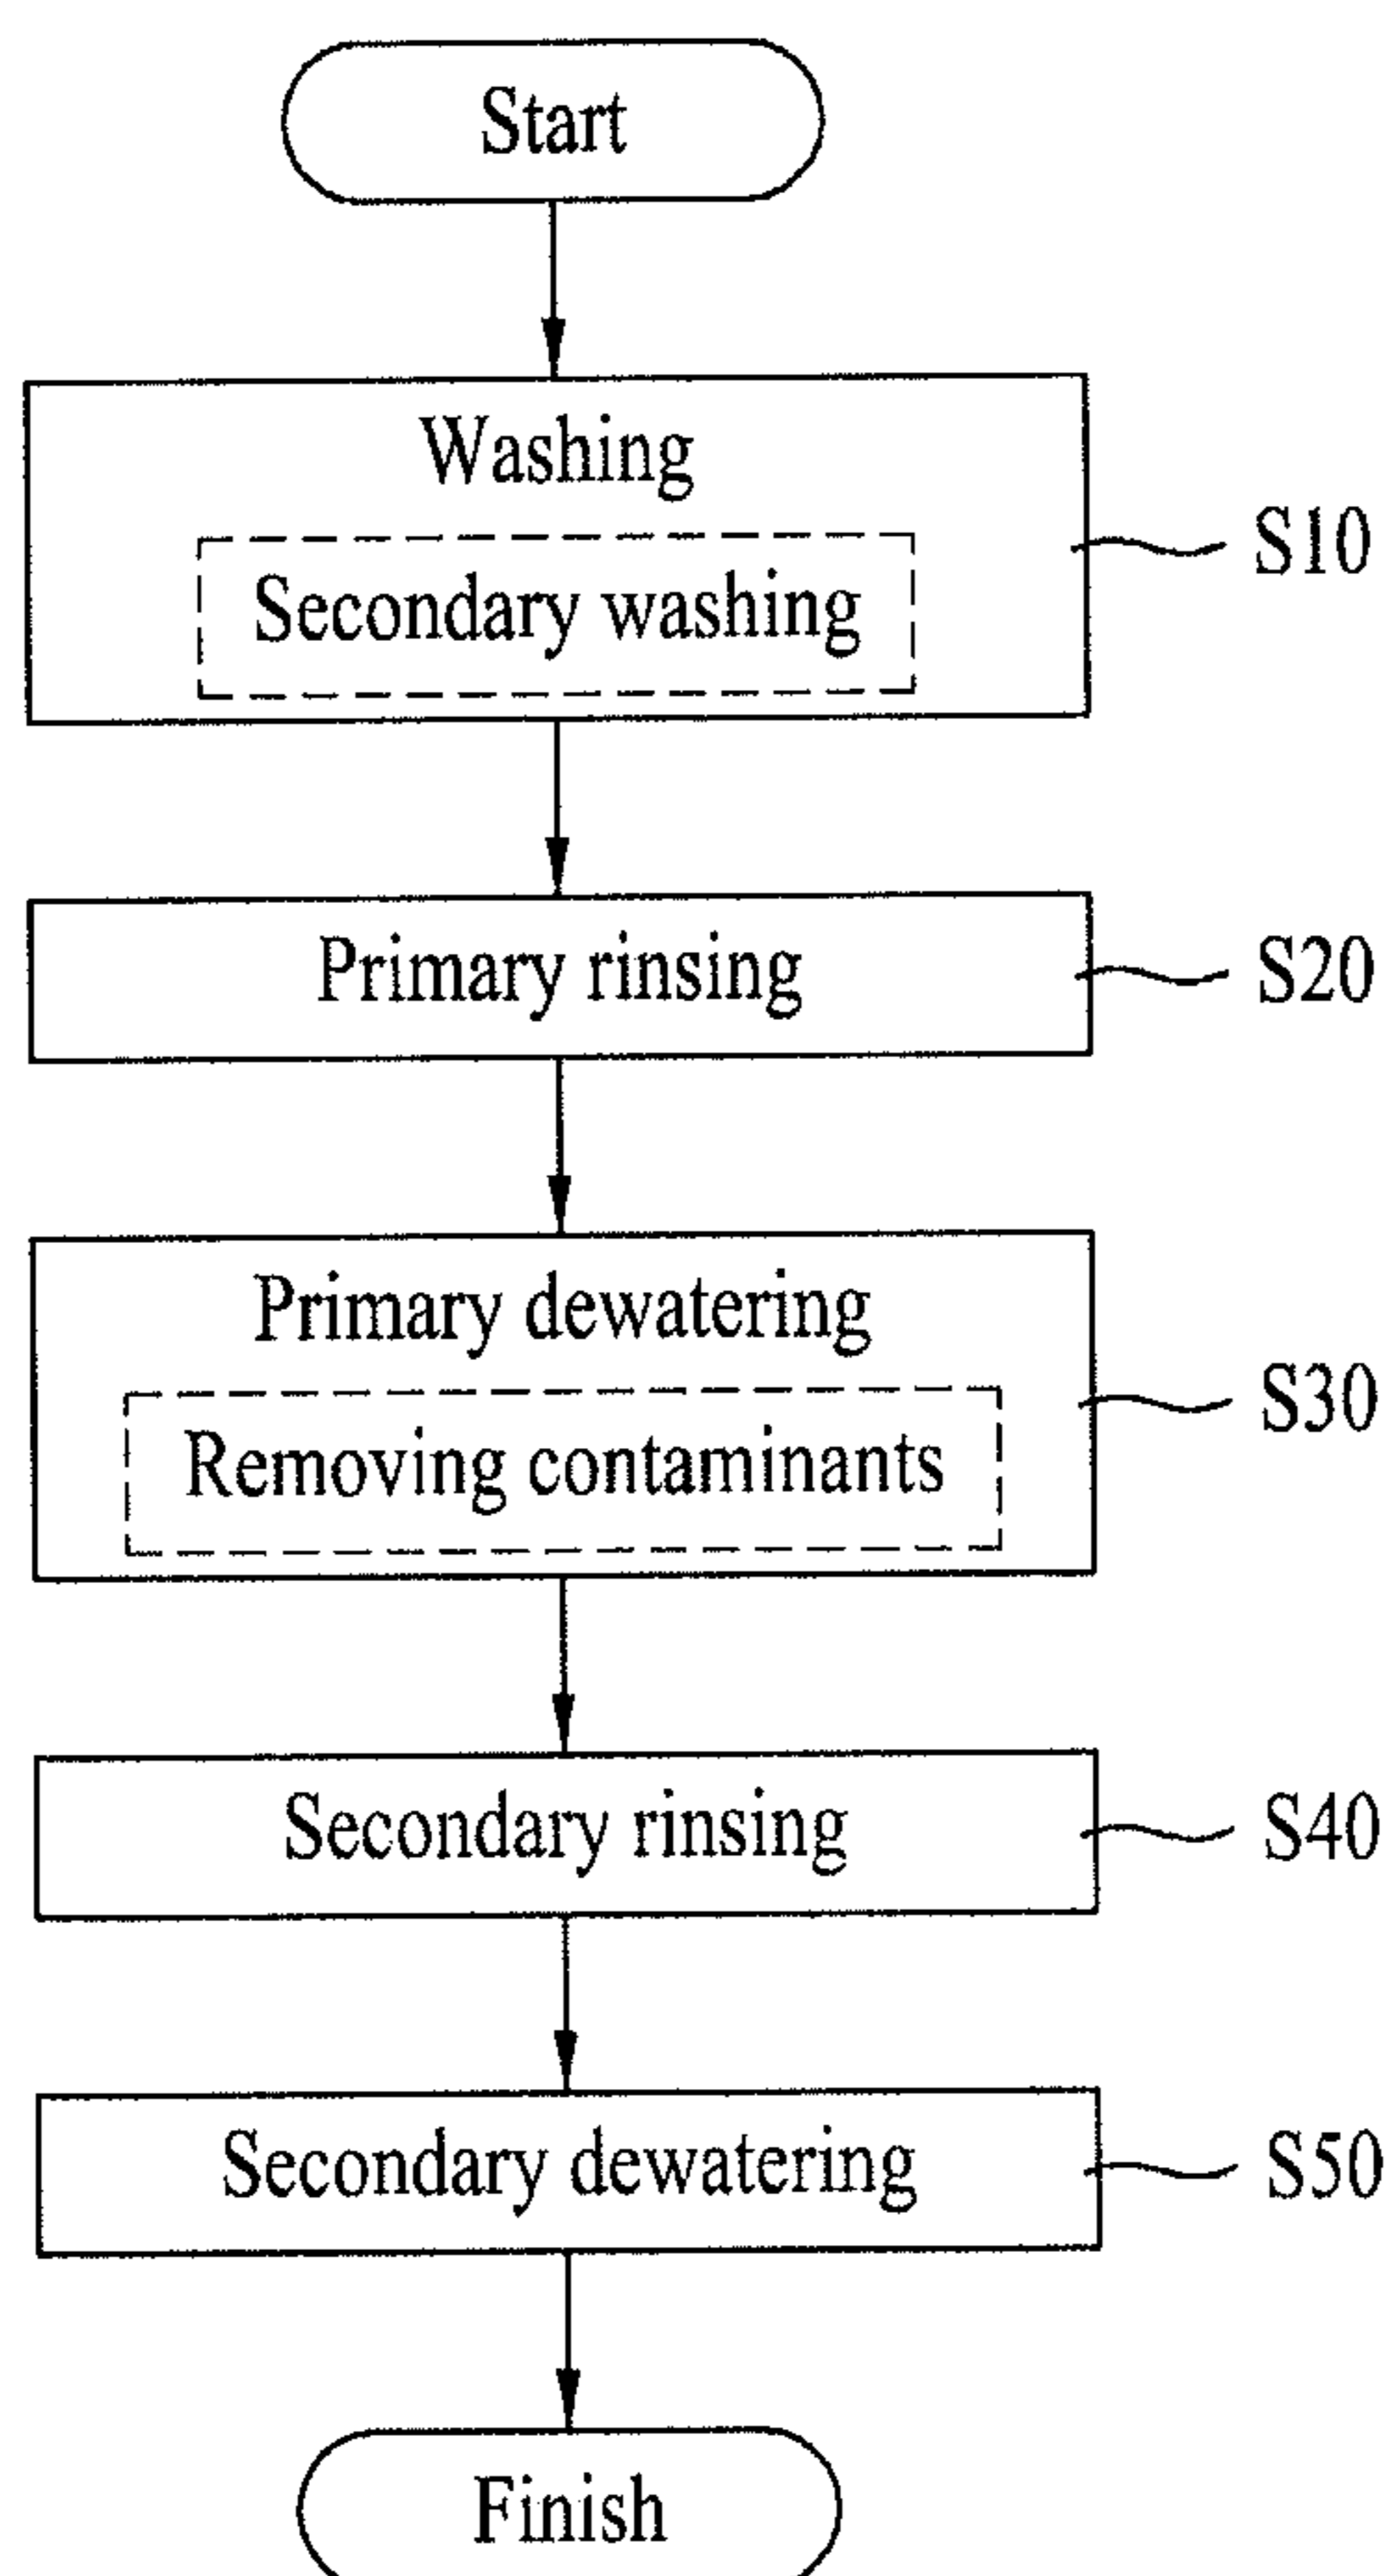 Start
Washing
Secondary washing
S10
Primary rinsing
S20
Primary dewatering
Removing contaminants
S30
Secondary rinsing
S40
Secondary dewatering
S50
Finish